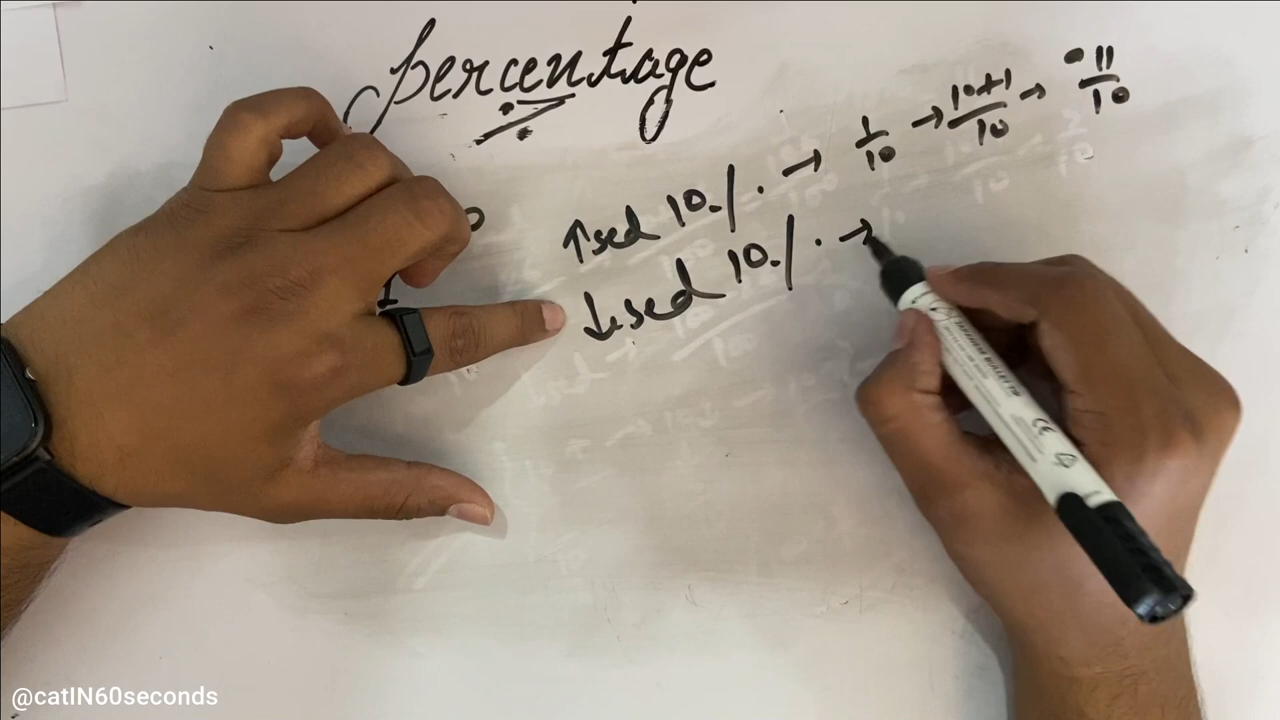 percentage
%
↑sed 10% → 1/10 → 10+1/10 → 11/10
↓sed 10% →
@catIN60seconds